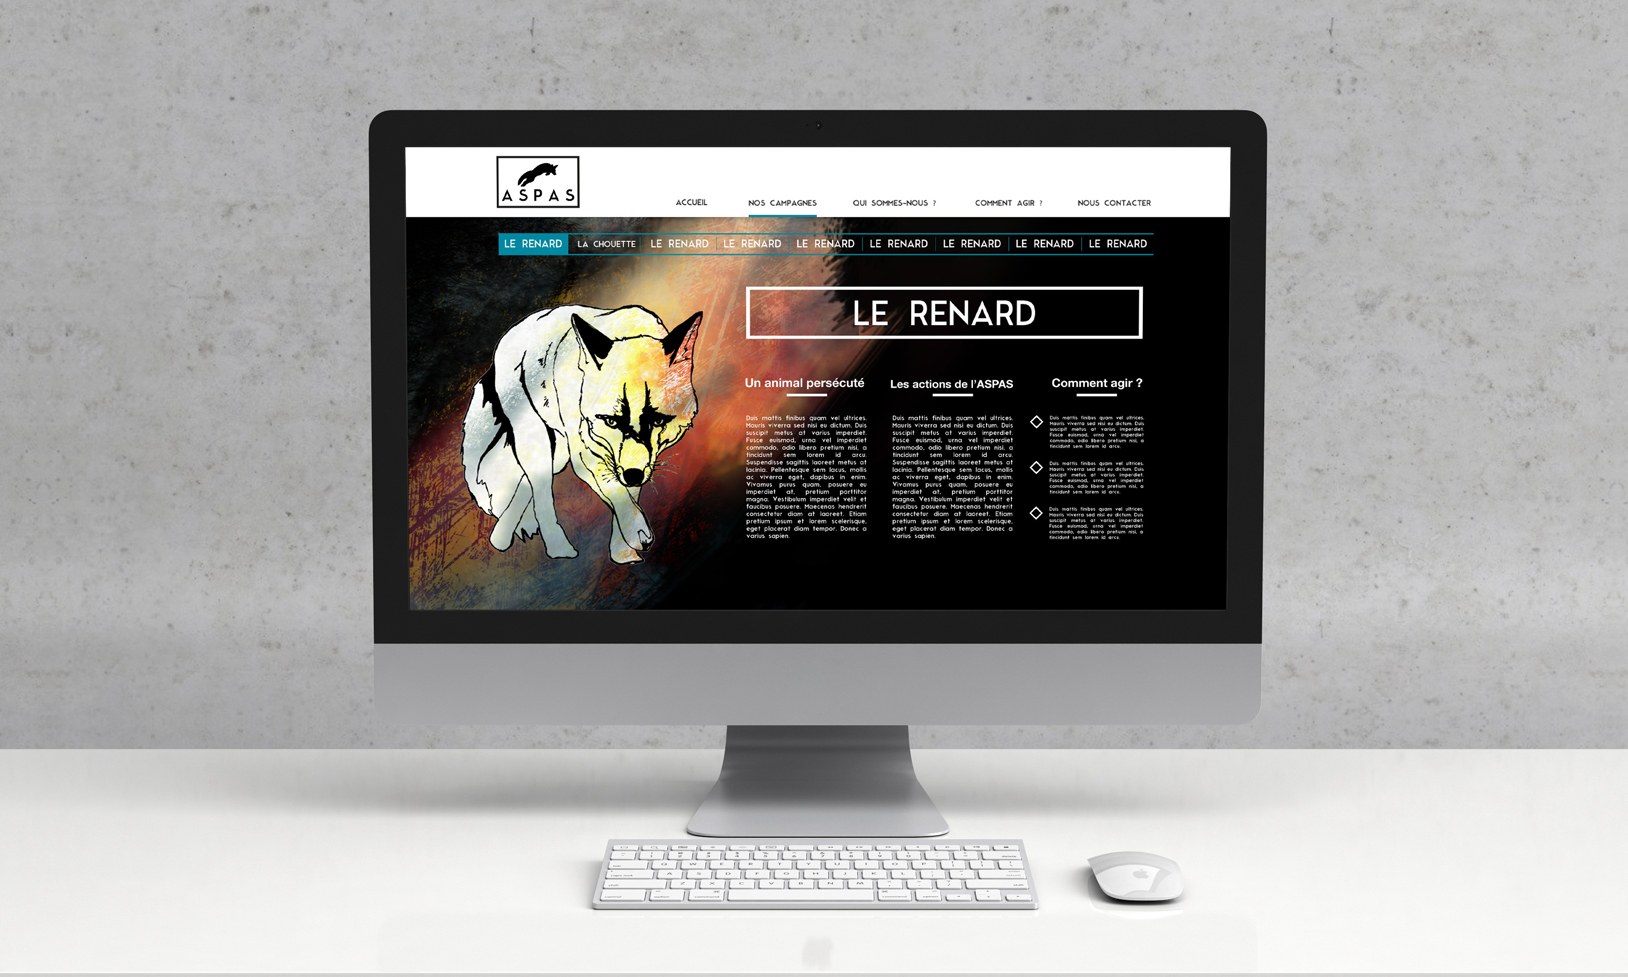 ASPAS
ACCUEIL NOS CAMPAGNES QUI SOMMES-NOUS ? COMMENT AGIR ? NOUS CONTACTER
LE RENARD LA CHOUETTE LE RENARD LE RENARD LE RENARD LE RENARD LE RENARD LE RENARD LE RENARD
LE RENARD
Un animal persécuté
Duis mattis finibus quam vel ultrices.
Mauris viverra sed nisi eu dictum. Duis
suscipit metus at varius imperdiet.
Fusce euismod, urna vel imperdiet
commodo, odio libero pretium nisi, a
tincidunt sem lorem id arcu.
Suspendisse sagittis laoreet metus at
lacinia. Pellentesque sem lacus, mollis
ac viverra eget, dapibus in enim.
Vivamus purus quam, posuere eu
imperdiet at, pretium porttitor
magna. Vestibulum imperdiet velit et
faucibus posuere. Maecenas hendrerit
consectetur diam at laoreet. Etiam
pretium ipsum et lorem scelerisque,
eget placerat diam tempor. Donec a
varius sapien.
Les actions de l'ASPAS
Duis mattis finibus quam vel ultrices.
Mauris viverra sed nisi eu dictum. Duis
suscipit metus at varius imperdiet.
Fusce euismod, urna vel imperdiet
commodo, odio libero pretium nisi, a
tincidunt sem lorem id arcu.
Suspendisse sagittis laoreet metus at
lacinia. Pellentesque sem lacus, mollis
ac viverra eget, dapibus in enim.
Vivamus purus quam, posuere eu
imperdiet at, pretium porttitor
magna. Vestibulum imperdiet velit et
faucibus posuere. Maecenas hendrerit
consectetur diam at laoreet. Etiam
pretium ipsum et lorem scelerisque,
eget placerat diam tempor. Donec a
varius sapien.
Comment agir ?
Duis mattis finibus quam vel ultrices.
Mauris viverra sed nisi eu dictum. Duis
suscipit metus at varius imperdiet.
Fusce euismod, urna vel imperdiet
commodo, odio libero pretium nisi, a
tincidunt sem lorem id arcu.
Duis mattis finibus quam vel ultrices.
Mauris viverra sed nisi eu dictum. Duis
suscipit metus at varius imperdiet.
Fusce euismod, urna vel imperdiet
commodo, odio libero pretium nisi, a
tincidunt sem lorem id arcu.
Duis mattis finibus quam vel ultrices.
Mauris viverra sed nisi eu dictum. Duis
suscipit metus at varius imperdiet.
Fusce euismod, urna vel imperdiet
commodo, odio libero pretium nisi, a
tincidunt sem lorem id arcu.
Q W E R T Y U I O P
A S D F G H J K L
Z X C V B N M